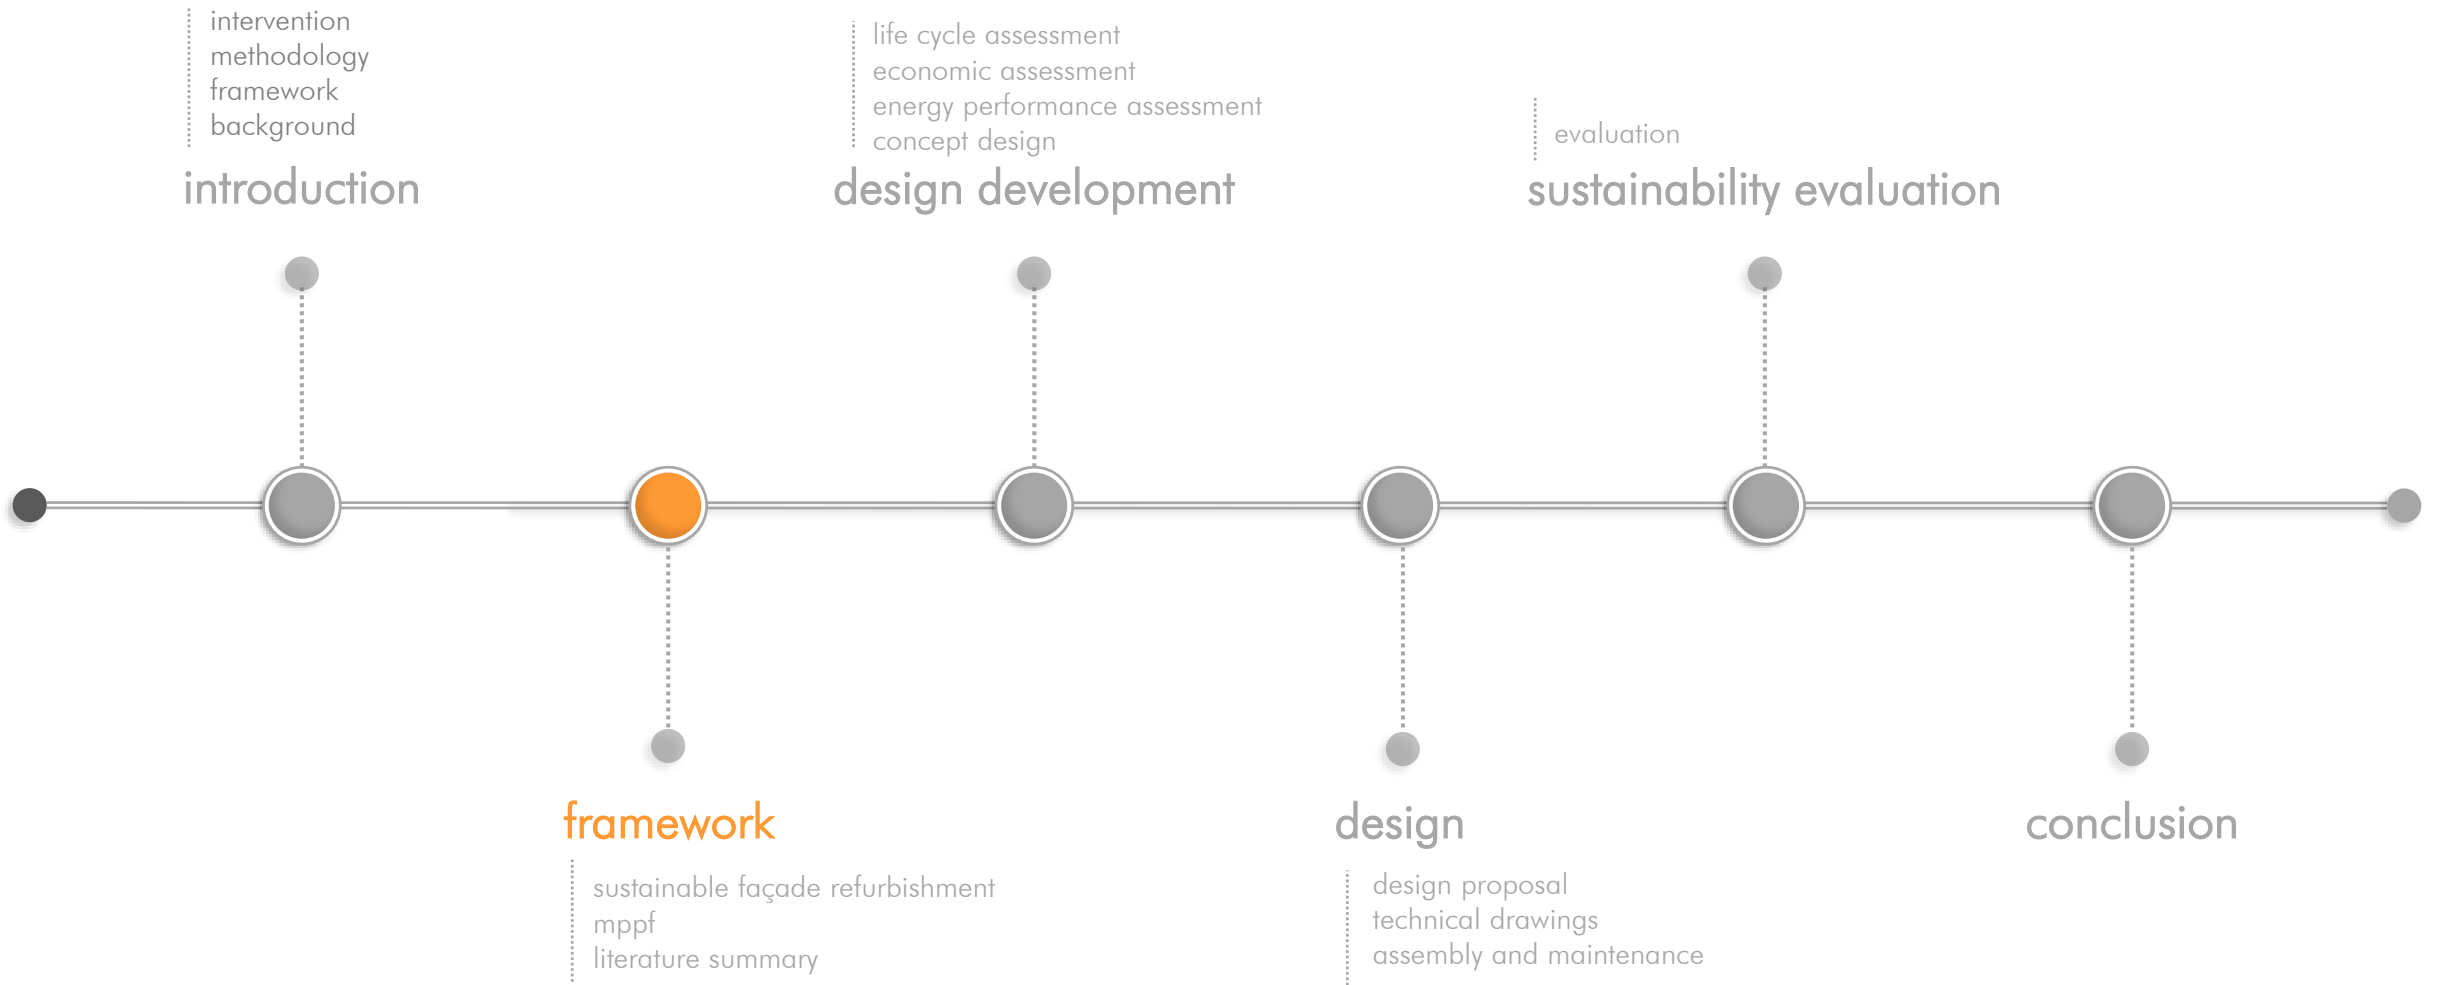 intervention
methodology
framework
background
introduction
life cycle assessment
economic assessment
energy performance assessment
concept design
design development
evaluation
sustainability evaluation
framework
sustainable façade refurbishment
mppf
literature summary
design
design proposal
technical drawings
assembly and maintenance
conclusion